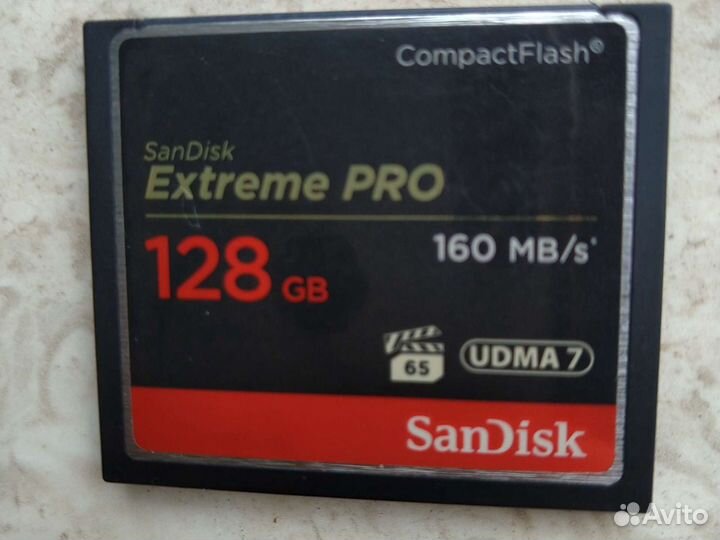 CompactFlash®
SanDisk
Extreme PRO
128 GB
160 MB/s*
65
UDMA 7
SanDisk
Avito